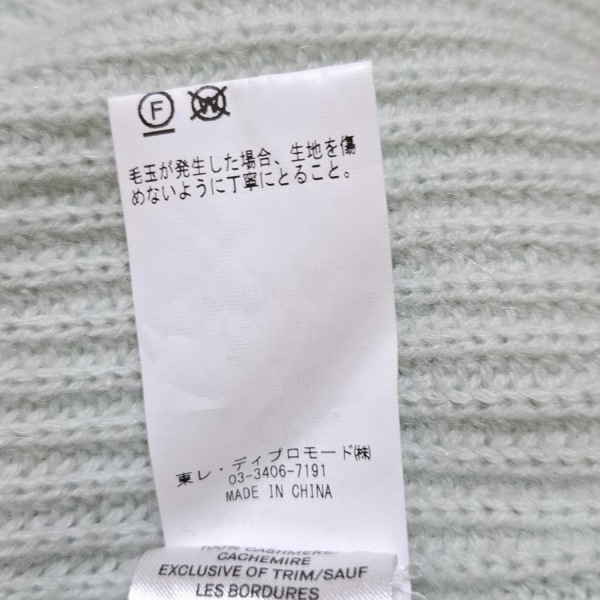 F W
毛玉が発生した場合、生地を傷
めないように丁寧にとること。
東レ・ディプロモード㈱
03-3406-7191
MADE IN CHINA
100% CASHMERE/
CACHEMIRE
EXCLUSIVE OF TRIM/SAUF
LES BORDURES